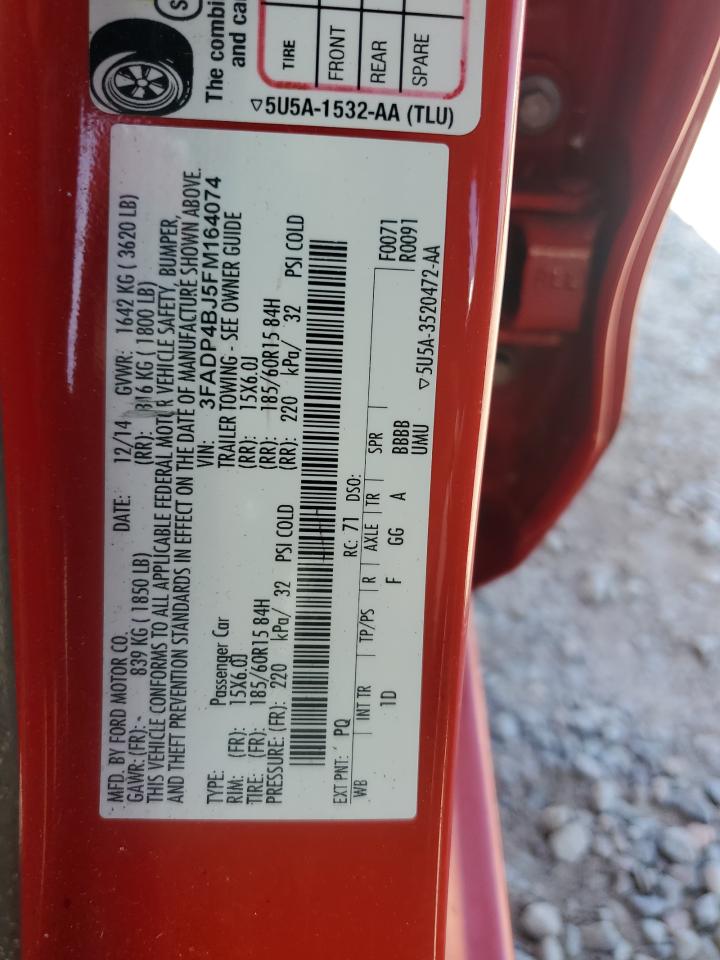 The combi
and ca
TIRE
FRONT
REAR
SPARE
▽5U5A-1532-AA (TLU)
MFD. BY FORD MOTOR CO. DATE: 12/14 GVWR: 1642 KG ( 3620 LB)
GAWR: (FR): 839 KG ( 1850 LB) (RR): 816 KG ( 1800 LB)
THIS VEHICLE CONFORMS TO ALL APPLICABLE FEDERAL MOTOR VEHICLE SAFETY, BUMPER,
AND THEFT PREVENTION STANDARDS IN EFFECT ON THE DATE OF MANUFACTURE SHOWN ABOVE.
VIN: 3FADP4BJ5FM164074
TYPE: Passenger Car TRAILER TOWING - SEE OWNER GUIDE
RIM: (FR): 15X6.0J (RR): 15X6.0J
TIRE: (FR): 185/60R15 84H (RR): 185/60R15 84H
PRESSURE: (FR): 220 kPa/ 32 PSI COLD (RR): 220 kPa/ 32 PSI COLD
EXT PNT: PQ RC: 71 DSO: F0071
R0091
WB INT TR TP/PS R AXLE TR SPR
1D F GG A BBBB
UMU
▽5U5A-3520472-AA